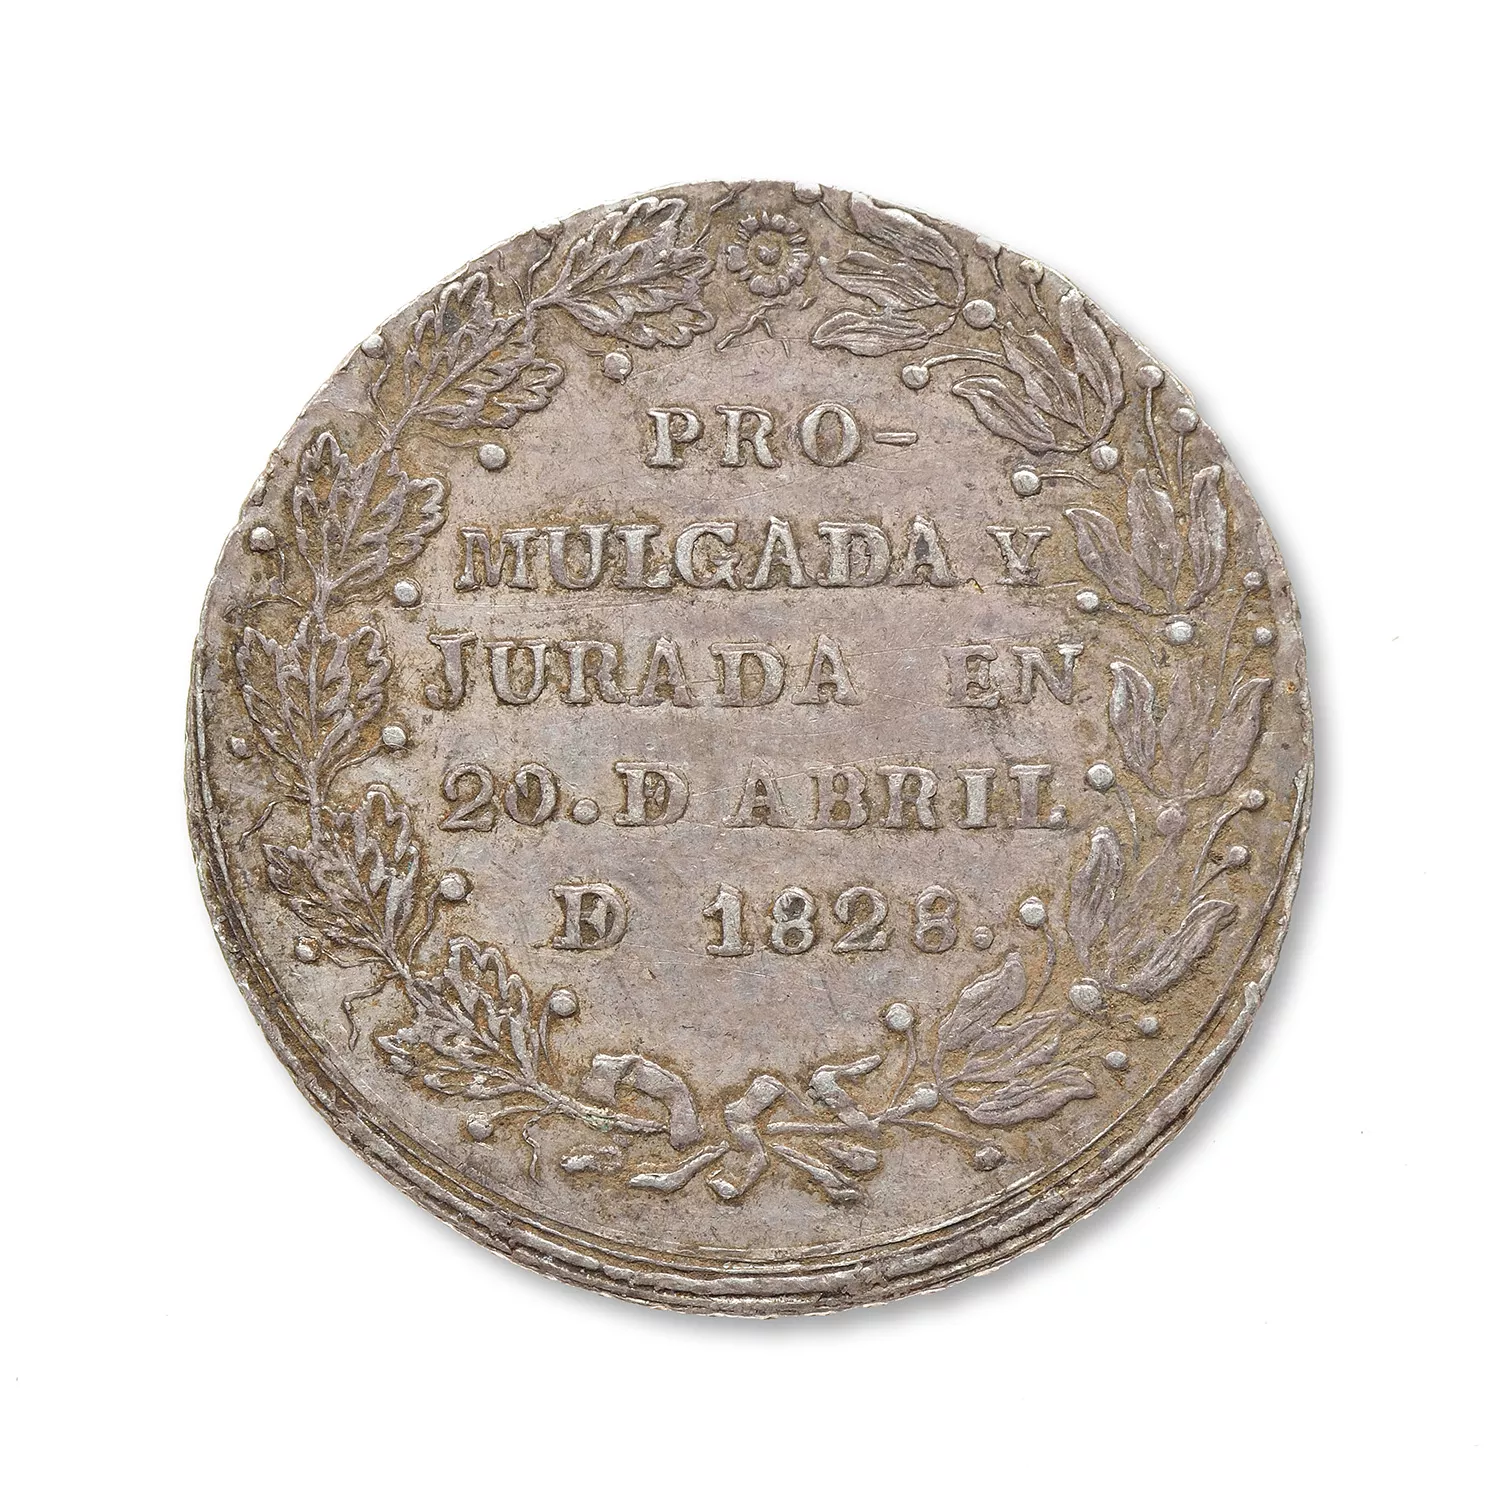 PRO-
MULGADA Y
JURADA EN
20. D ABRIL
D 1828.